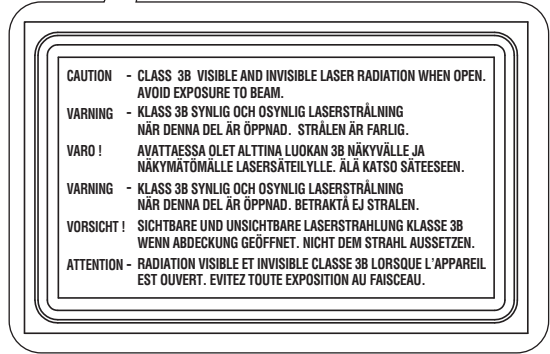 CAUTION - CLASS 3B VISIBLE AND INVISIBLE LASER RADIATION WHEN OPEN.
AVOID EXPOSURE TO BEAM.
VARNING - KLASS 3B SYNLIG OCH OSYNLIG LASERSTRÅLNING
NÄR DENNA DEL ÄR ÖPPNAD. STRÅLEN ÄR FARLIG.
VARO ! AVATTAESSA OLET ALTTINA LUOKAN 3B NÄKYVÄLLE JA
NÄKYMÄTÖMÄLLE LASERSÄTEILYLLE. ÄLÄ KATSO SÄTEESEEN.
VARNING - KLASS 3B SYNLIG OCH OSYNLIG LASERSTRÅLNING
NÄR DENNA DEL ÄR ÖPPNAD. BETRAKTÅ EJ STRALEN.
VORSICHT ! SICHTBARE UND UNSICHTBARE LASERSTRAHLUNG KLASSE 3B
WENN ABDECKUNG GEÖFFNET. NICHT DEM STRAHL AUSSETZEN.
ATTENTION - RADIATION VISIBLE ET INVISIBLE CLASSE 3B LORSQUE L'APPAREIL
EST OUVERT. EVITEZ TOUTE EXPOSITION AU FAISCEAU.